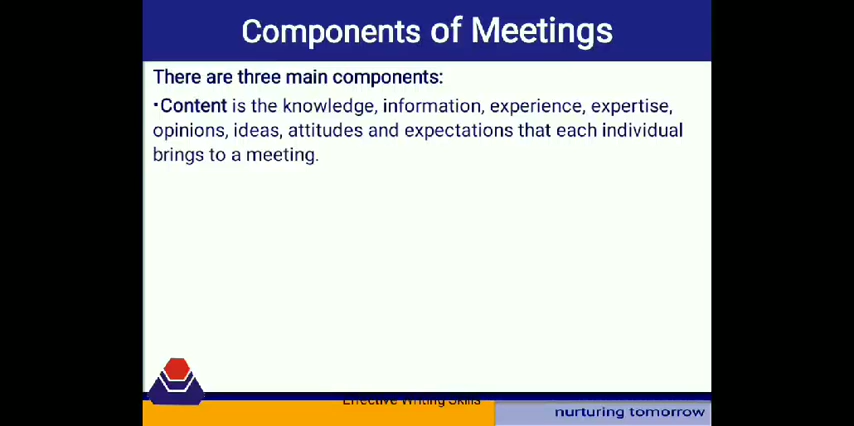 Components of Meetings
There are three main components:
•Content is the knowledge, information, experience, expertise,
opinions, ideas, attitudes and expectations that each individual
brings to a meeting.
Effective Writing Skills
nurturing tomorrow